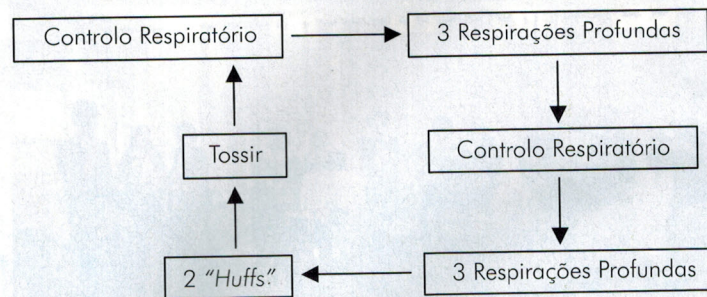 Controlo Respiratório
3 Respirações Profundas
Controlo Respiratório
3 Respirações Profundas
2 "Huffs".
Tossir